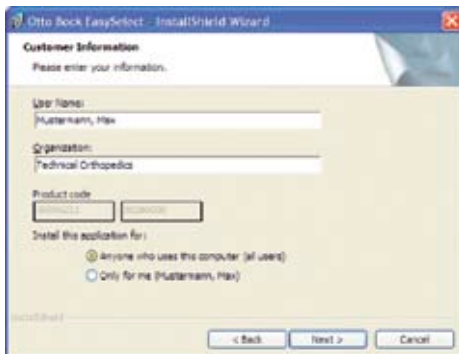 Otto Bock EasySelect - InstallShield Wizard
Customer Information
Please enter your information.
User Name:
Mustermann, Max
Organization:
Technical Orthopedics
Product code
Install this application for:
Anyone who uses this computer (all users)
Only for me (Mustermann, Max)
InstallShield
< Back
Next >
Cancel